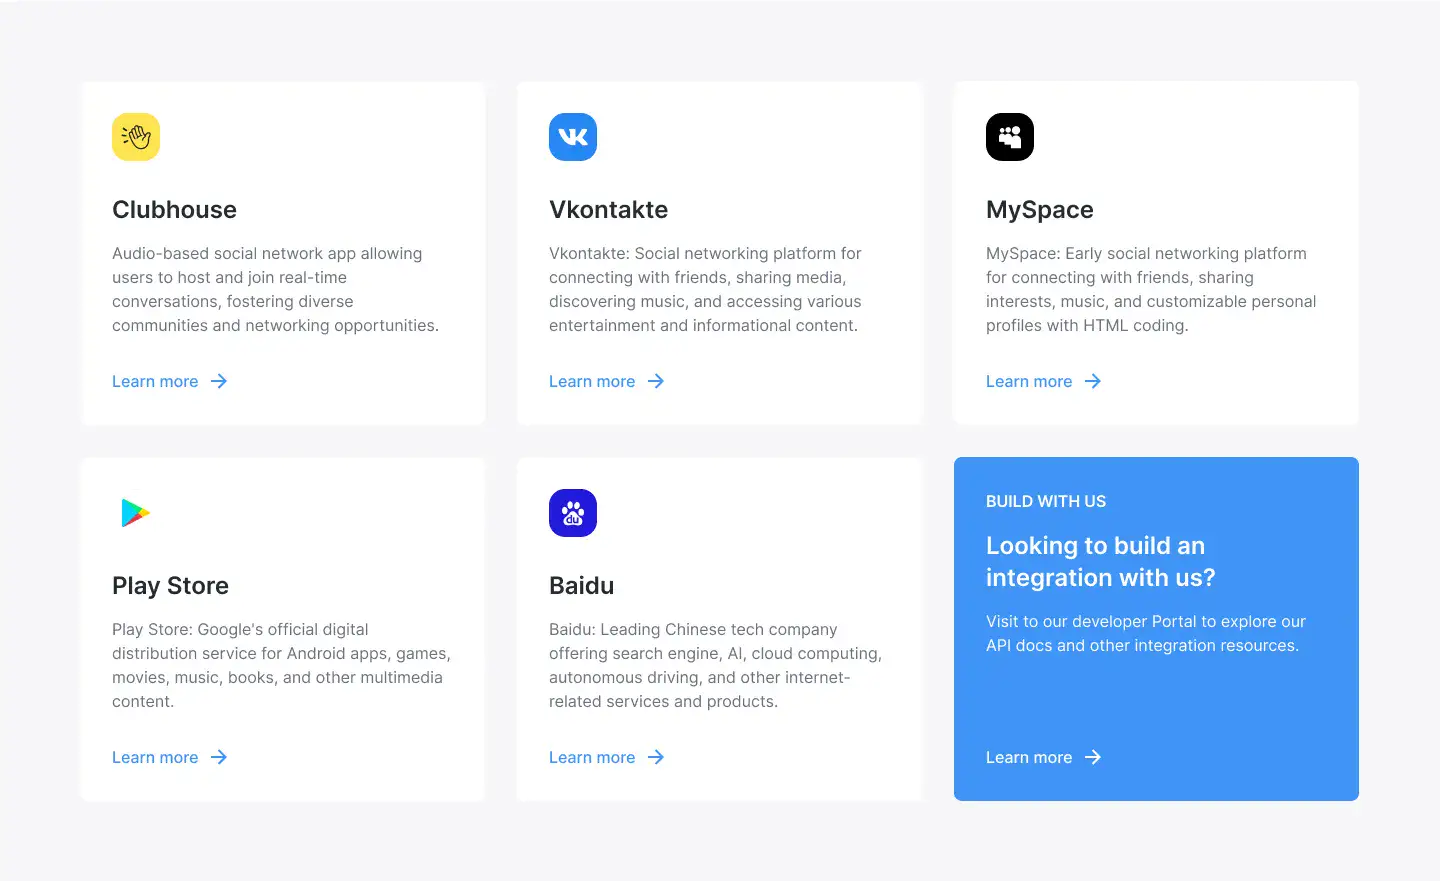 Clubhouse
Audio-based social network app allowing
users to host and join real-time
conversations, fostering diverse
communities and networking opportunities.
Learn more
VK
Vkontakte
Vkontakte: Social networking platform for
connecting with friends, sharing media,
discovering music, and accessing various
entertainment and informational content.
Learn more
MySpace
MySpace: Early social networking platform
for connecting with friends, sharing
interests, music, and customizable personal
profiles with HTML coding.
Learn more
Play Store
Play Store: Google's official digital
distribution service for Android apps, games,
movies, music, books, and other multimedia
content.
Learn more
du
Baidu
Baidu: Leading Chinese tech company
offering search engine, AI, cloud computing,
autonomous driving, and other internet-
related services and products.
Learn more
BUILD WITH US
Looking to build an
integration with us?
Visit to our developer Portal to explore our
API docs and other integration resources.
Learn more